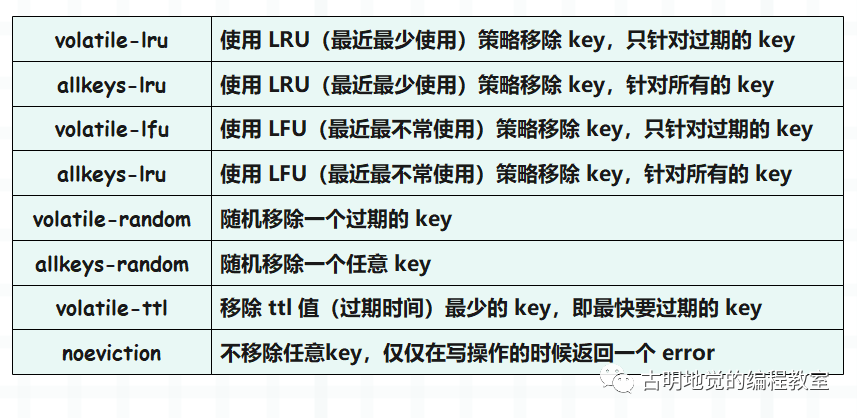 volatile-lru 使用 LRU（最近最少使用）策略移除 key，只针对过期的 key
allkeys-lru 使用 LRU（最近最少使用）策略移除 key，针对所有的 key
volatile-lfu 使用 LFU（最近最不常使用）策略移除 key，只针对过期的 key
allkeys-lru 使用 LFU（最近最不常使用）策略移除 key，针对所有的 key
volatile-random 随机移除一个过期的 key
allkeys-random 随机移除一个任意 key
volatile-ttl 移除 ttl 值（过期时间）最少的 key，即最快要过期的 key
noeviction 不移除任意key，仅仅在写操作的时候返回一个 error
古明地觉的编程教室